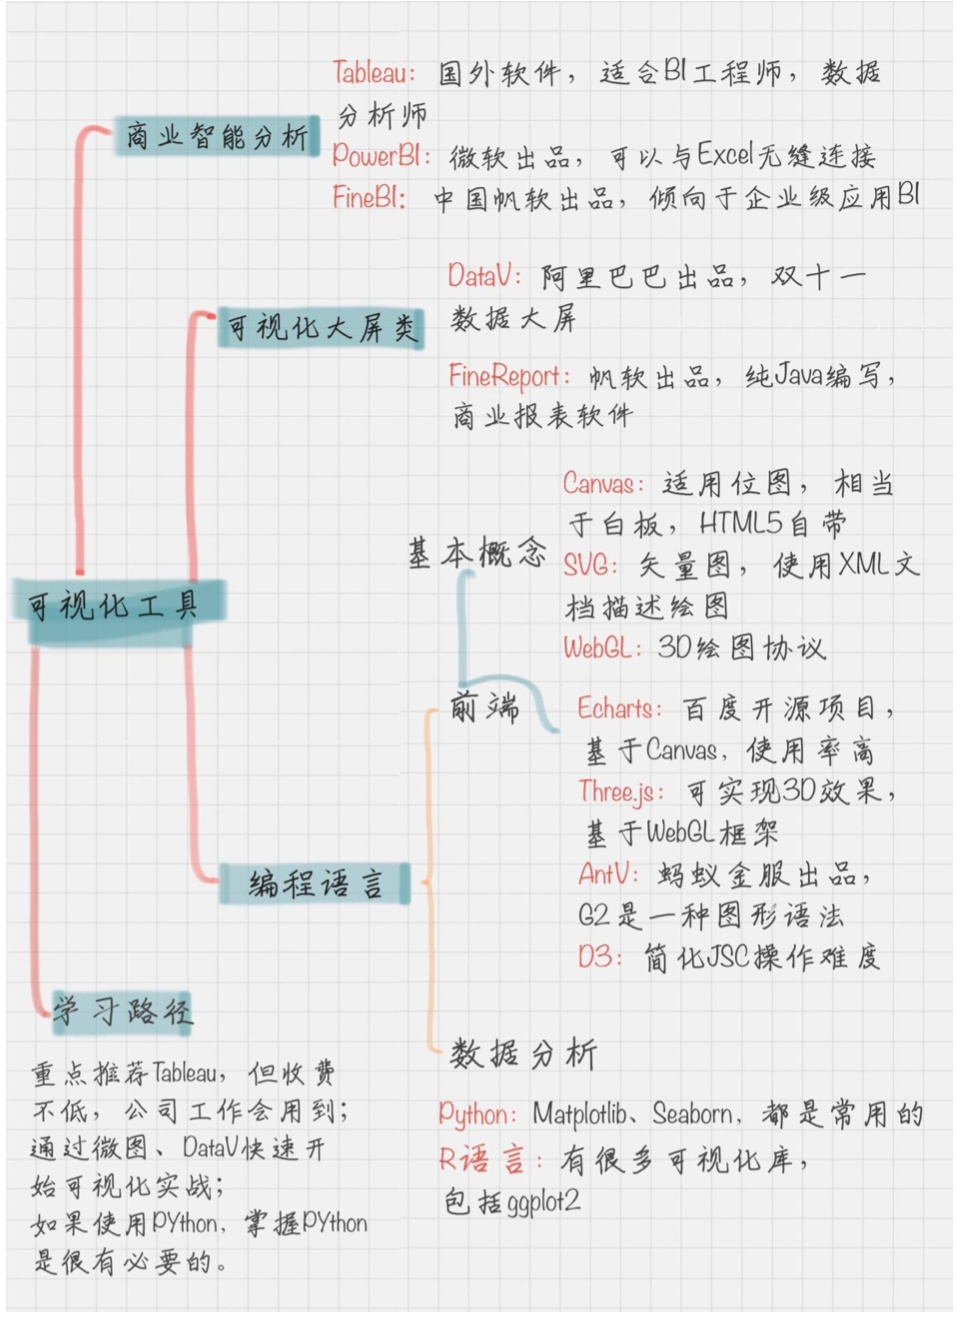 商业智能分析
Tableau：国外软件，适合BI工程师，数据
分析师
PowerBI：微软出品，可以与Excel无缝连接
FineBI：中国帆软出品，倾向于企业级应用BI
可视化大屏类
DataV：阿里巴巴出品，双十一
数据大屏
FineReport：帆软出品，纯Java编写，
商业报表软件
可视化工具
编程语言
前端
基本概念
Canvas：适用位图，相当
于白板，HTML5自带
SVG：矢量图，使用XML文
档描述绘图
WebGL：3D绘图协议
Echarts：百度开源项目，
基于Canvas，使用率高
Three.js：可实现3D效果，
基于WebGL框架
AntV：蚂蚁金服出品，
G2是一种图形语法
D3：简化JSC操作难度
数据分析
Python：Matplotlib、Seaborn，都是常用的
R语言：有很多可视化库，
包括ggplot2
学习路径
重点推荐Tableau，但收费
不低，公司工作会用到；
通过微图、DataV快速开
始可视化实战；
如果使用PYthon，掌握PYthon
是很有必要的。